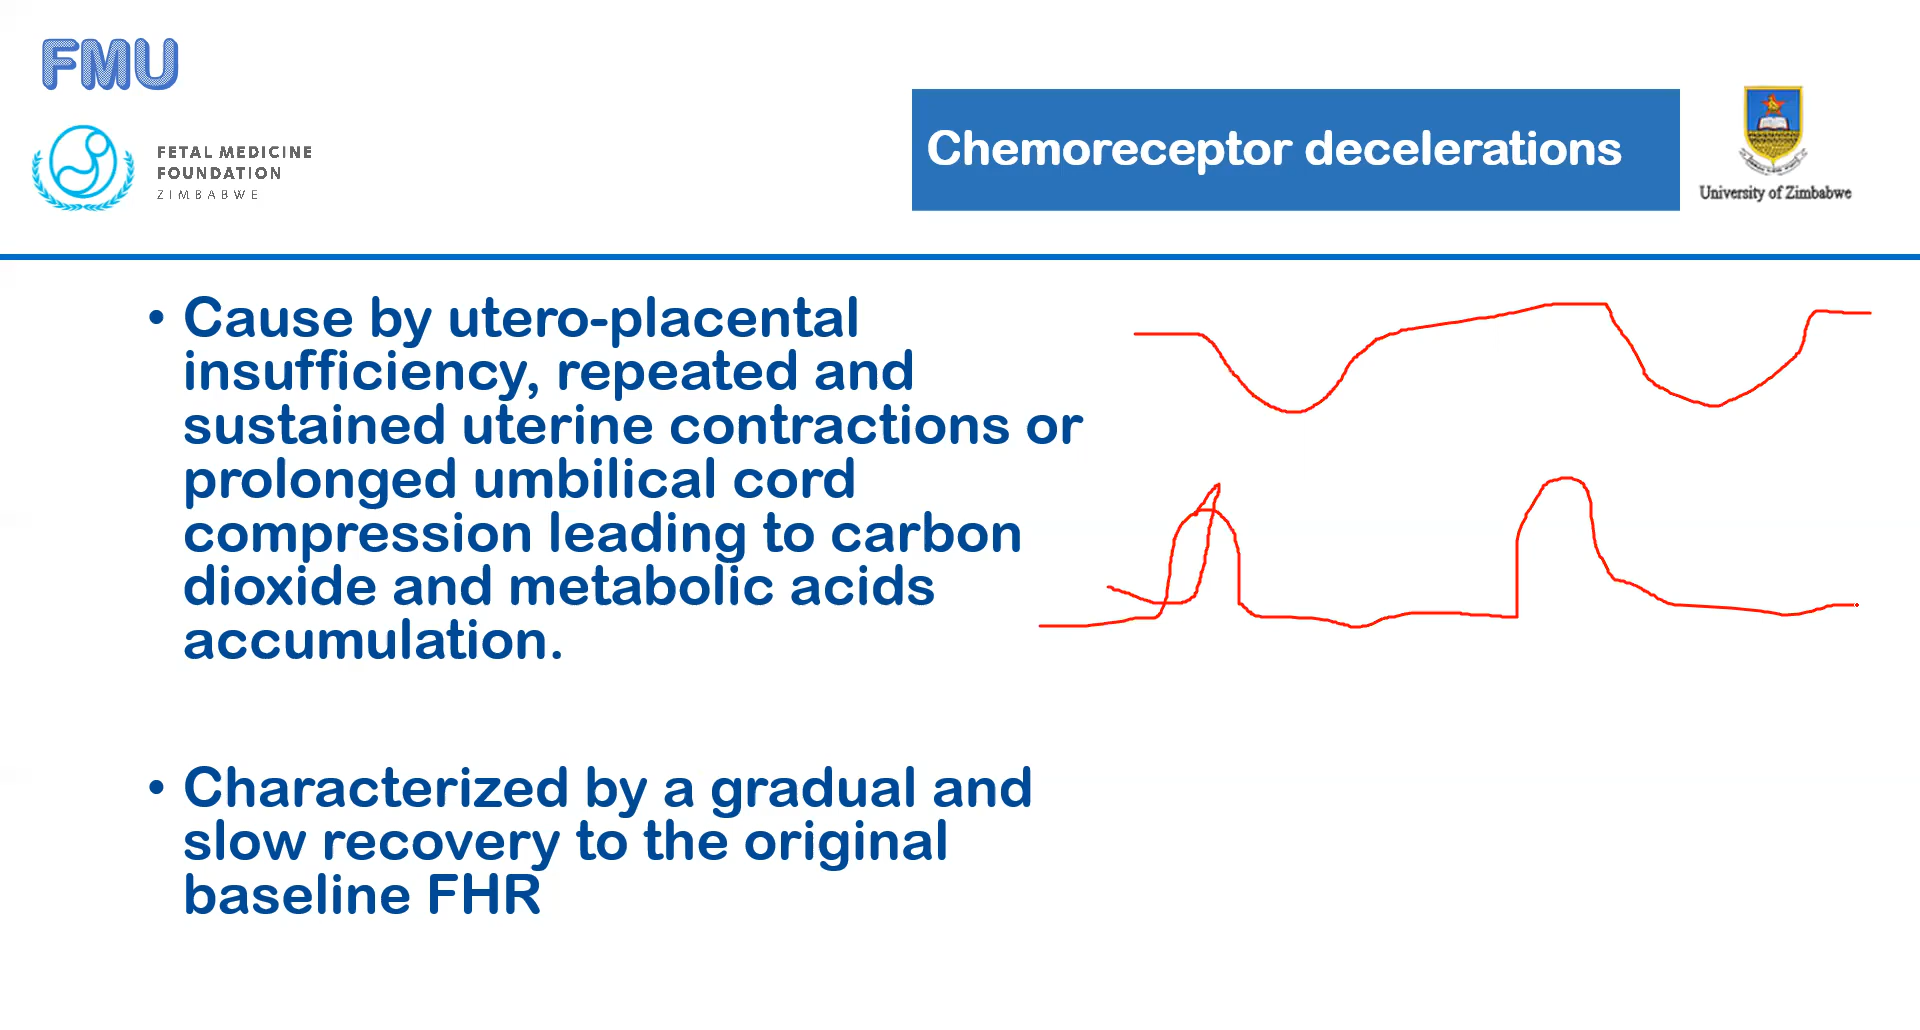 FMU
FETAL MEDICINE
FOUNDATION
ZIMBABWE
Chemoreceptor decelerations
University of Zimbabwe
• Cause by utero-placental
insufficiency, repeated and
sustained uterine contractions or
prolonged umbilical cord
compression leading to carbon
dioxide and metabolic acids
accumulation.
• Characterized by a gradual and
slow recovery to the original
baseline FHR